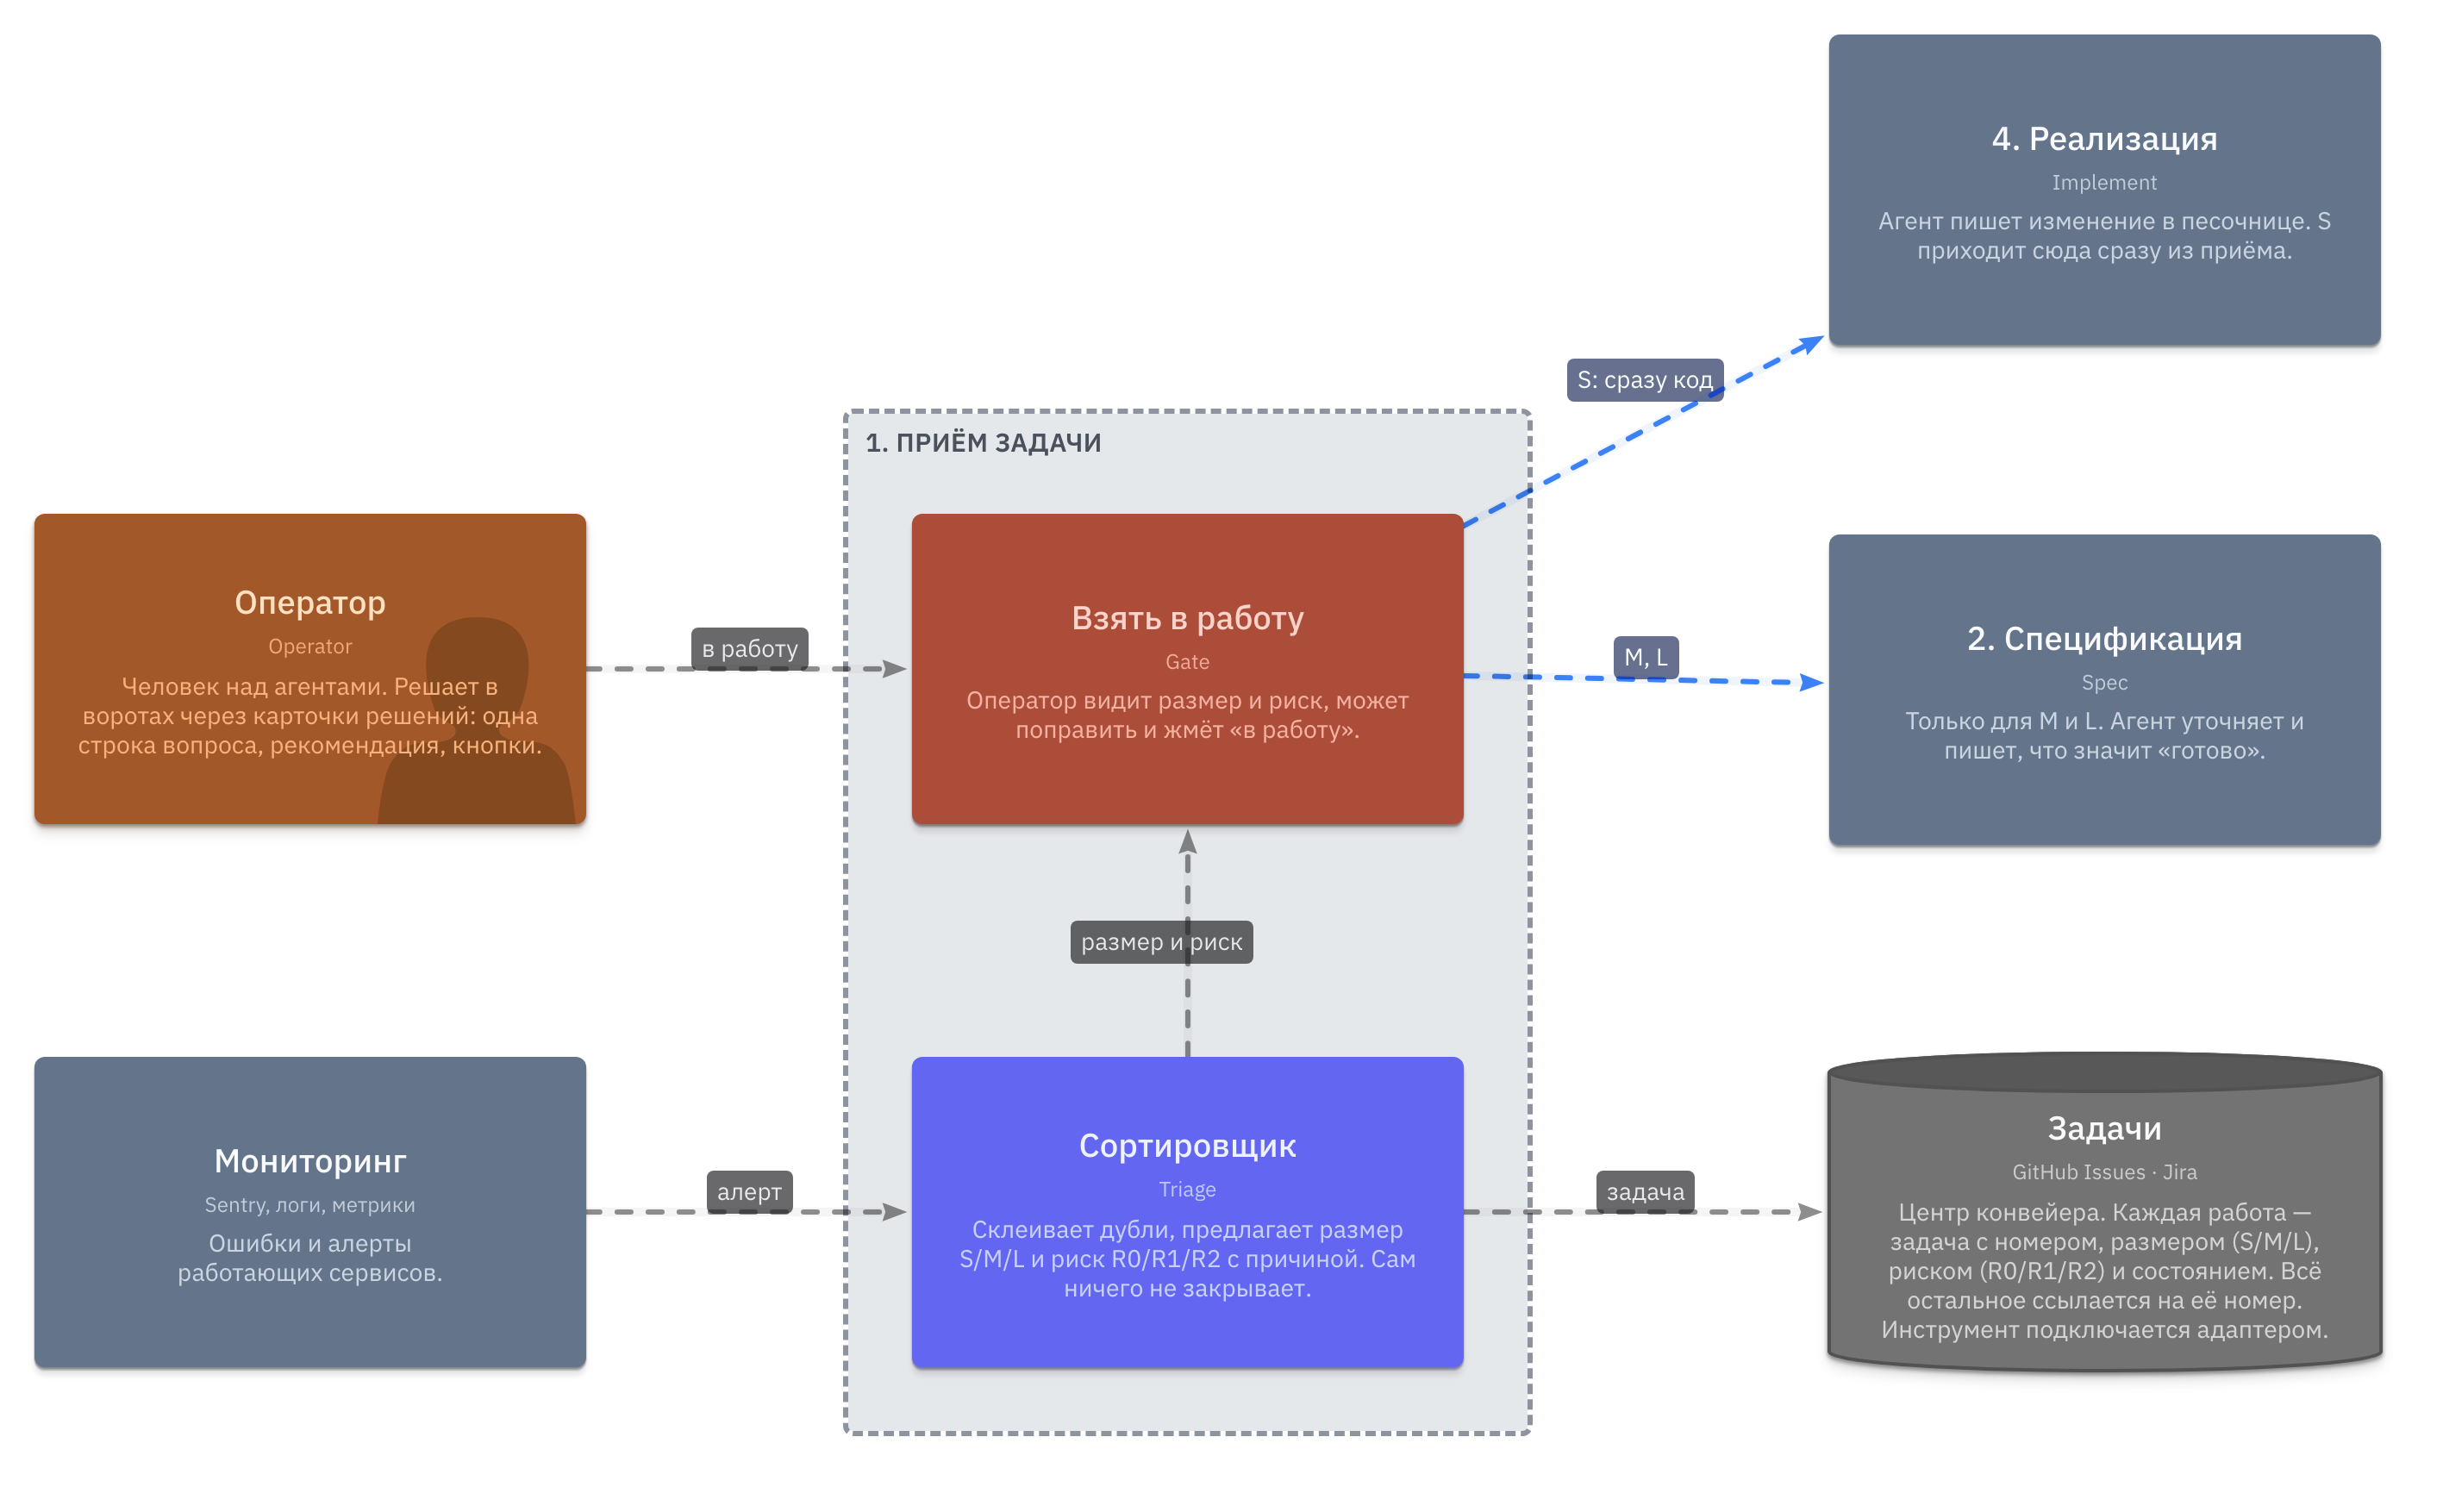 4. Реализация
Implement
Агент пишет изменение в песочнице. S
приходит сюда сразу из приёма.
S: сразу код
1. ПРИЁМ ЗАДАЧИ
Оператор
Operator
Человек над агентами. Решает в
воротах через карточки решений: одна
строка вопроса, рекомендация, кнопки.
в работу
Взять в работу
Gate
Оператор видит размер и риск, может
поправить и жмёт «в работу».
M, L
2. Спецификация
Spec
Только для M и L. Агент уточняет и
пишет, что значит «готово».
размер и риск
Мониторинг
Sentry, логи, метрики
Ошибки и алерты
работающих сервисов.
алерт
Сортировщик
Triage
Склеивает дубли, предлагает размер
S/M/L и риск R0/R1/R2 с причиной. Сам
ничего не закрывает.
задача
Задачи
GitHub Issues · Jira
Центр конвейера. Каждая работа —
задача с номером, размером (S/M/L),
риском (R0/R1/R2) и состоянием. Всё
остальное ссылается на её номер.
Инструмент подключается адаптером.